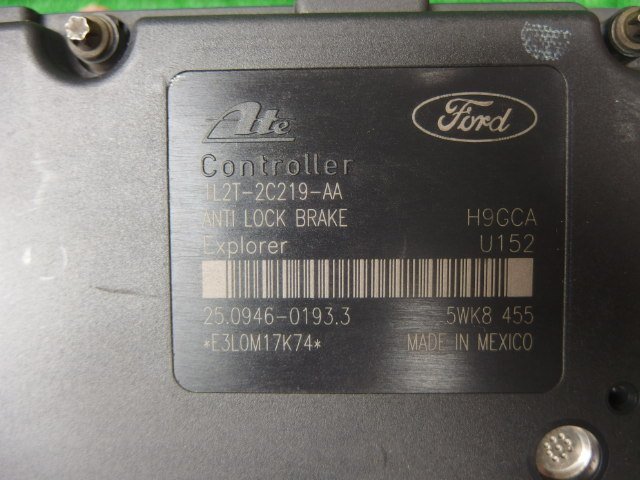 Ate
Ford
Controller
1L2T-2C219-AA
ANTI LOCK BRAKE H9GCA
Explorer U152
25.0946-0193.3 5WK8 455
*E3L0M17K74* MADE IN MEXICO